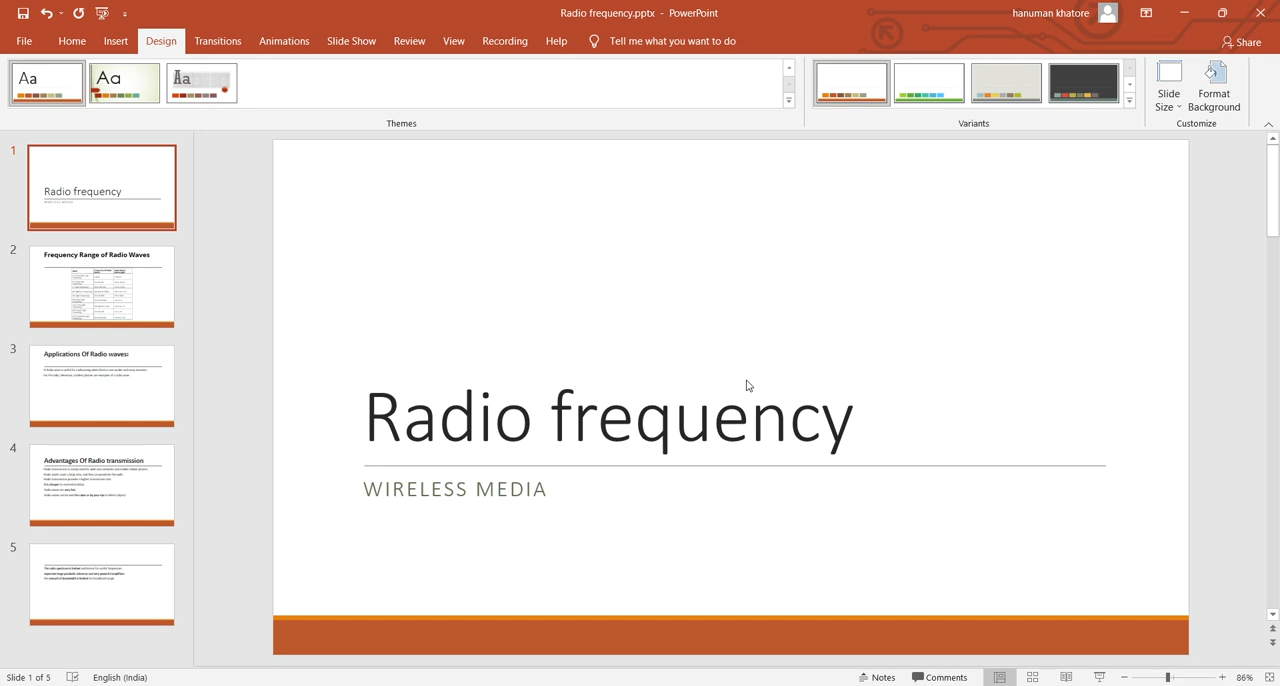 Radio frequency.pptx - PowerPoint
hanuman khatore
File Home Insert Design Transitions Animations Slide Show Review View Recording Help Tell me what you want to do
Share
Aa Aa Aa
Slide Size
Format Background
Themes
Variants
Customize
1
Radio frequency
WIRELESS MEDIA
2
Frequency Range of Radio Waves
3
Applications Of Radio waves:
4
Advantages Of Radio transmission
5
Radio frequency
WIRELESS MEDIA
Slide 1 of 5
English (India)
Notes
Comments
86%